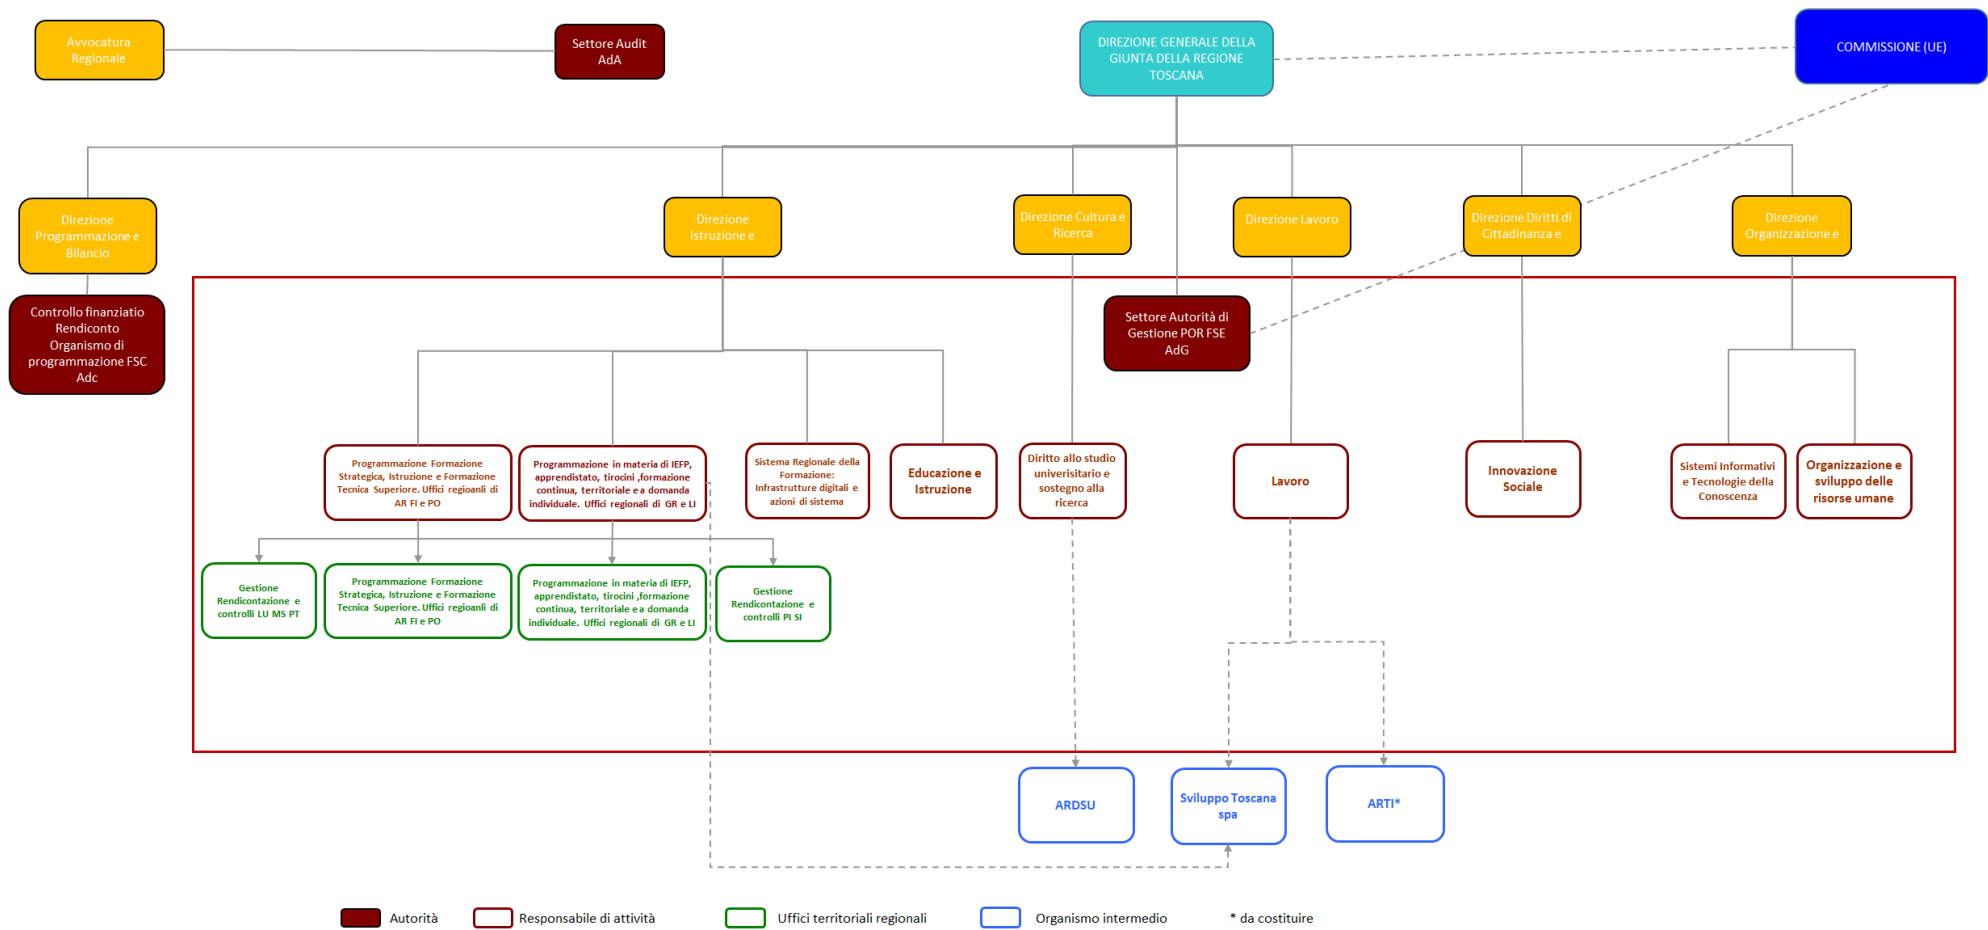 Avvocatura
Regionale
Settore Audit
AdA
DIREZIONE GENERALE DELLA
GIUNTA DELLA REGIONE
TOSCANA
COMMISSIONE (UE)
Direzione
Programmazione e
Bilancio
Direzione
Istruzione e
Direzione Cultura e
Ricerca
Direzione Lavoro
Direzione Diritti di
Cittadinanza e
Direzione
Organizzazione e
Controllo finanziatio
Rendiconto
Organismo di
programmazione FSC
Adc
Settore Autorità di
Gestione POR FSE
AdG
Programmazione Formazione
Strategica, Istruzione e Formazione
Tecnica Superiore. Uffici regioanli di
AR FI e PO
Programmazione in materia di IEFP,
apprendistato, tirocini ,formazione
continua, territoriale e a domanda
individuale. Uffici regionali di GR e LI
Sistema Regionale della
Formazione:
Infrastrutture digitali e
azioni di sistema
Educazione e
Istruzione
Diritto allo studio
univerisitario e
sostegno alla
ricerca
Lavoro
Innovazione
Sociale
Sistemi Informativi
e Tecnologie della
Conoscenza
Organizzazione e
sviluppo delle
risorse umane
Gestione
Rendicontazione e
controlli LU MS PT
Programmazione Formazione
Strategica, Istruzione e Formazione
Tecnica Superiore. Uffici regioanli di
AR FI e PO
Programmazione in materia di IEFP,
apprendistato, tirocini ,formazione
continua, territoriale e a domanda
individuale. Uffici regionali di GR e LI
Gestione
Rendicontazione e
controlli PI SI
ARDSU
Sviluppo Toscana
spa
ARTI*
Autorità
Responsabile di attività
Uffici territoriali regionali
Organismo intermedio
* da costituire